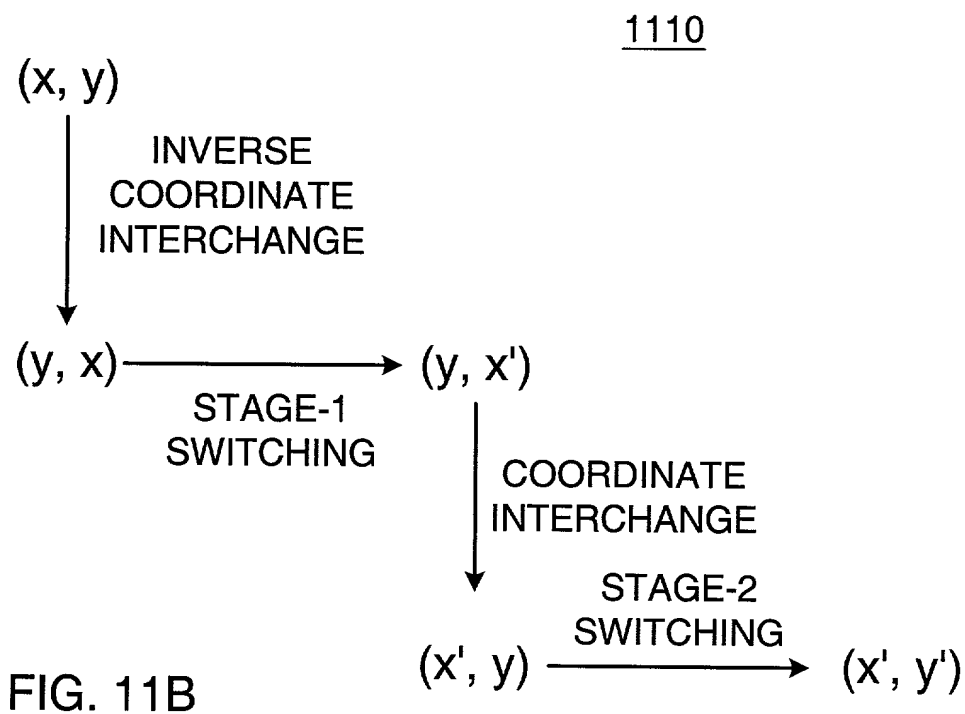 1110
(x, y)
INVERSE
COORDINATE
INTERCHANGE
(y, x)
(y, x')
STAGE-1
SWITCHING
COORDINATE
INTERCHANGE
STAGE-2
SWITCHING
(x', y)
(x', y')
FIG. 11B